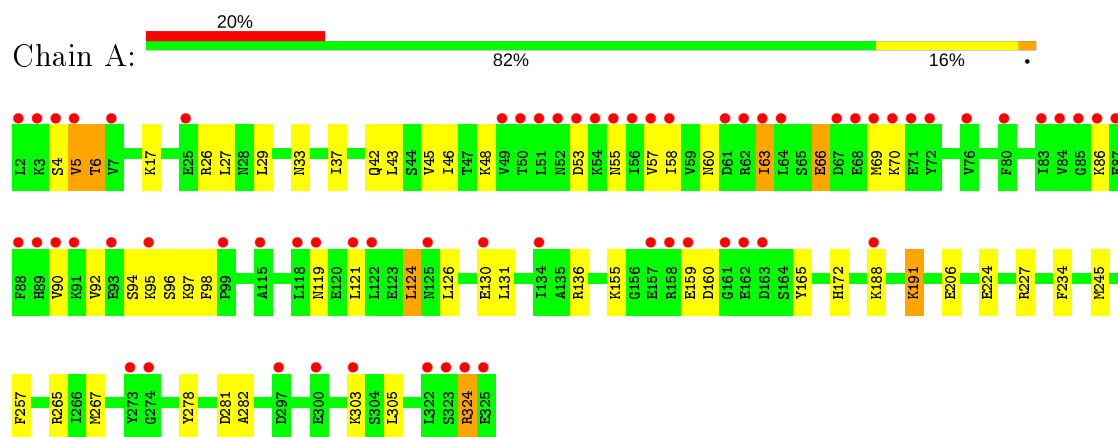 20%
Chain A:
82% 16% •
L2 K3 S4 V5 T6 V7 K17 E25 R26 L27 N28 L29 N33 I37 Q42 L43 S44 V45 I46 T47 K48 V49 T50 L51 N52 D53 K54 N55 I56 V57 I58 V59 N60 D61 R62 I63 L64 S65 E66 D67 E68 M69 K70 E71 Y72 V76 F80 I83 V84 G85 K86 E87
F88 H89 V90 K91 V92 E93 S94 K95 S96 K97 F98 P99 A115 L118 N119 E120 L121 L122 E123 L124 N125 L126 E130 L131 I134 A135 R136 K155 G156 E157 R158 E159 D160 G161 E162 D163 S164 Y165 H172 K188 K191 E206 E224 R227 F234 M245
F257 R265 I266 M267 Y273 G274 Y278 D281 A282 D297 E300 K303 S304 L305 L322 S323 R324 E325